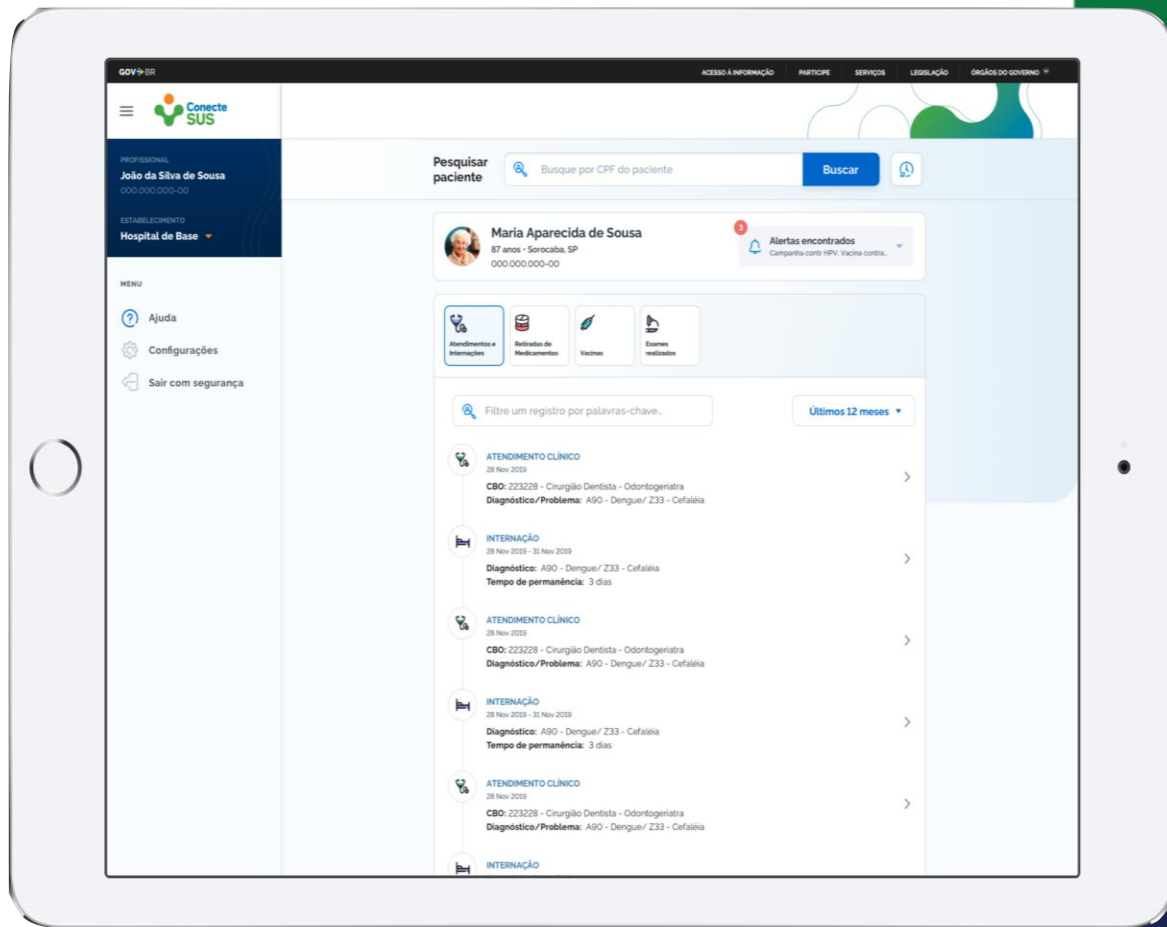 GOV BR
ACESSO À INFORMAÇÃO PARTICIPE SERVIÇOS LEGISLAÇÃO ÓRGÃOS DO GOVERNO
Conecte
SUS
PROFISSIONAL
João da Silva de Sousa
000.000.000-00
ESTABELECIMENTO
Hospital de Base
MENU
Ajuda
Configurações
Sair com segurança
Pesquisar
paciente
Busque por CPF do paciente
Buscar
Maria Aparecida de Sousa
87 anos - Sorocaba, SP
000.000.000-00
3
Alertas encontrados
Campanha contr HPV. Vacina contra..
Atendimentos e
Internações
Retiradas de
Medicamentos
Vacinas
Exames
realizados
Filtre um registro por palavras-chave..
Últimos 12 meses
ATENDIMENTO CLÍNICO
28 Nov 2019
CBO: 223228 - Cirurgião Dentista - Odontogeriatra
Diagnóstico/Problema: A90 - Dengue/ Z33 - Cefaléia
INTERNAÇÃO
28 Nov 2019 - 31 Nov 2019
Diagnóstico: A90 - Dengue/ Z33 - Cefaléia
Tempo de permanência: 3 dias
ATENDIMENTO CLÍNICO
28 Nov 2019
CBO: 223228 - Cirurgião Dentista - Odontogeriatra
Diagnóstico/Problema: A90 - Dengue/ Z33 - Cefaléia
INTERNAÇÃO
28 Nov 2019 - 31 Nov 2019
Diagnóstico: A90 - Dengue/ Z33 - Cefaléia
Tempo de permanência: 3 dias
ATENDIMENTO CLÍNICO
28 Nov 2019
CBO: 223228 - Cirurgião Dentista - Odontogeriatra
Diagnóstico/Problema: A90 - Dengue/ Z33 - Cefaléia
INTERNAÇÃO